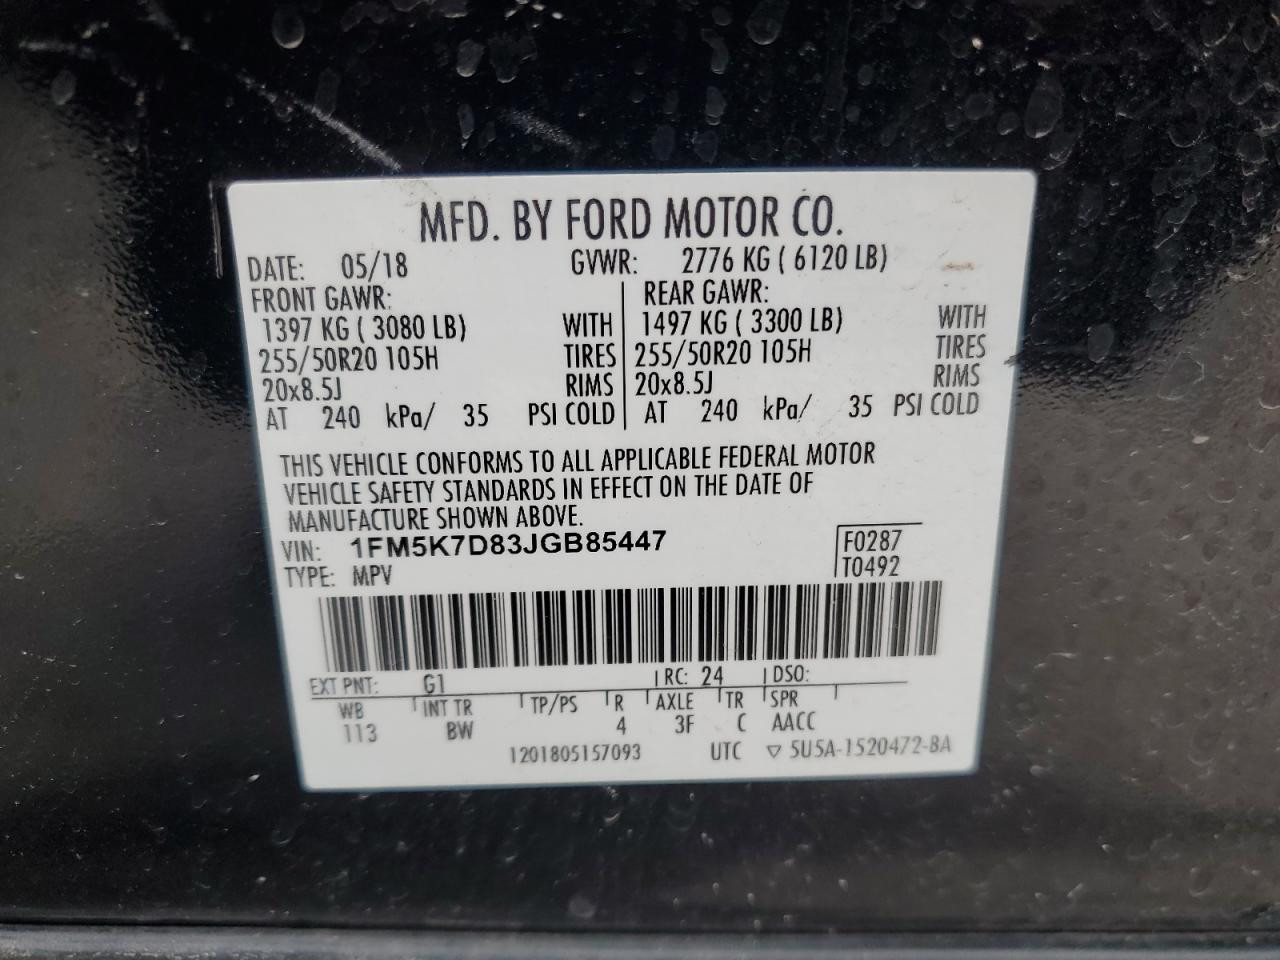 MFD. BY FORD MOTOR CO.
DATE: 05/18 GVWR: 2776 KG ( 6120 LB)
FRONT GAWR: REAR GAWR:
1397 KG ( 3080 LB) WITH 1497 KG ( 3300 LB) WITH
255/50R20 105H TIRES 255/50R20 105H TIRES
20x8.5J RIMS 20x8.5J RIMS
AT 240 kPa/ 35 PSI COLD AT 240 kPa/ 35 PSI COLD
THIS VEHICLE CONFORMS TO ALL APPLICABLE FEDERAL MOTOR
VEHICLE SAFETY STANDARDS IN EFFECT ON THE DATE OF
MANUFACTURE SHOWN ABOVE.
VIN: 1FM5K7D83JGB85447 F0287
TYPE: MPV T0492
EXT PNT: G1 RC: 24 DSO:
WB INT TR TP/PS R AXLE TR SPR
113 BW 4 3F C AACC
1201805157093 UTC ▽ 5U5A-1520472-BA